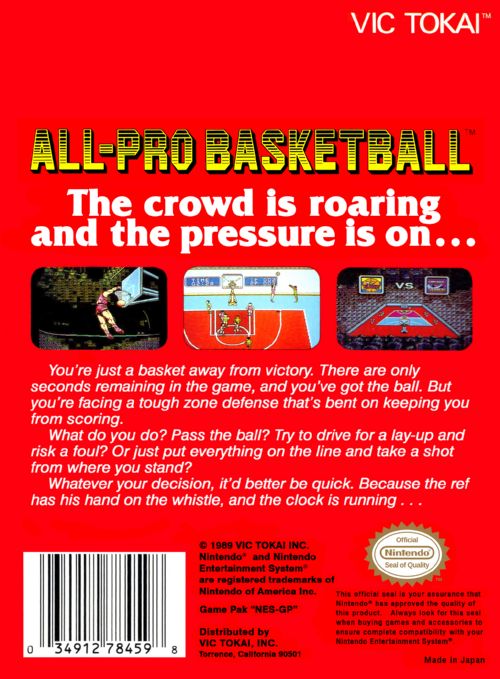 VIC TOKAI™
ALL-PRO BASKETBALL™
The crowd is roaring
and the pressure is on...
VS
You're just a basket away from victory. There are only
seconds remaining in the game, and you've got the ball. But
you're facing a tough zone defense that's bent on keeping you
from scoring.
What do you do? Pass the ball? Try to drive for a lay-up and
risk a foul? Or just put everything on the line and take a shot
from where you stand?
Whatever your decision, it'd better be quick. Because the ref
has his hand on the whistle, and the clock is running . . .
© 1989 VIC TOKAI INC.
Nintendo® and Nintendo
Entertainment System®
are registered trademarks of
Nintendo of America Inc.
Game Pak "NES-GP"
Distributed by
VIC TOKAI, INC.
Torrence, California 90501
0 34912 78459 8
Official
Nintendo®
Seal of Quality
™
This official seal is your assurance that
Nintendo® has approved the quality of
this product. Always look for this seal
when buying games and accessories to
ensure complete compatibility with your
Nintendo Entertainment System®.
Made in Japan